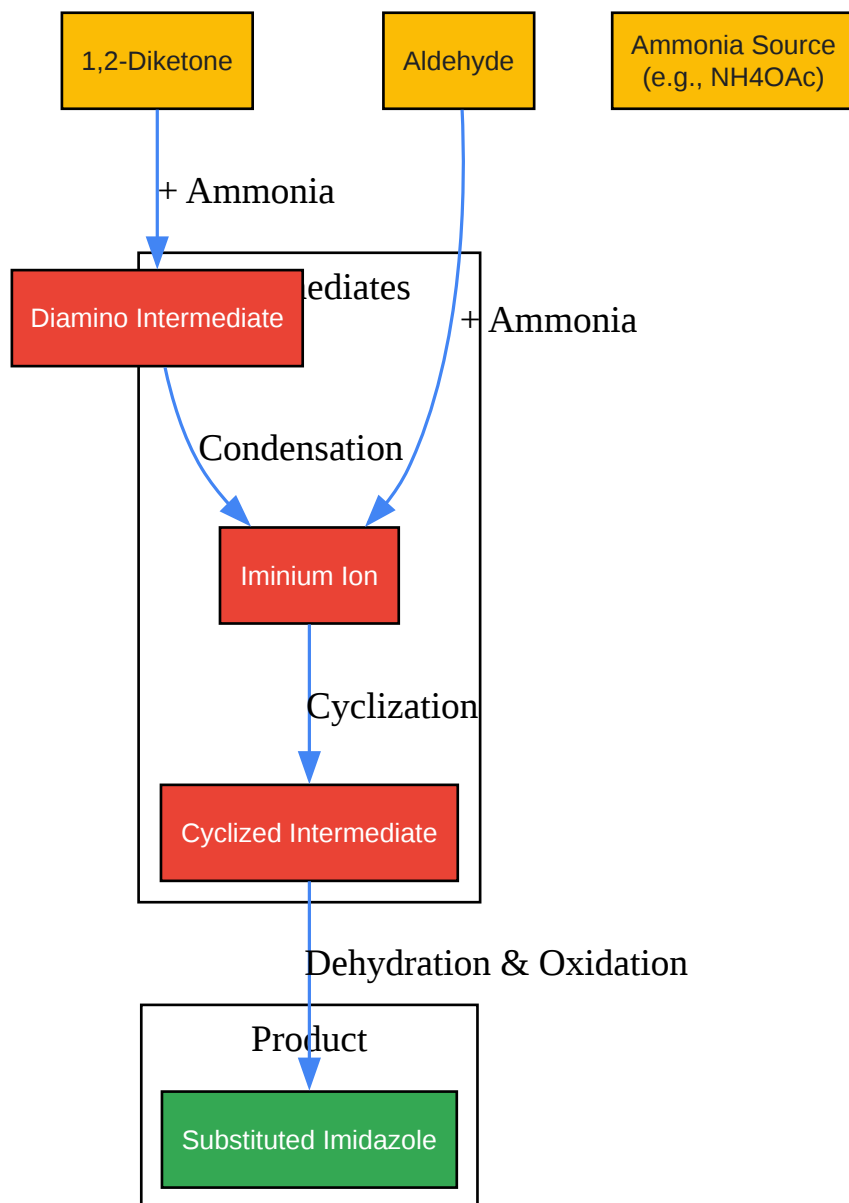 1,2-Diketone
Aldehyde
Ammonia Source
(e.g., NH4OAc)
+ Ammonia
mediates
Diamino Intermediate
+ Ammonia
Condensation
Iminium Ion
Cyclization
Cyclized Intermediate
Dehydration & Oxidation
Product
Substituted Imidazole